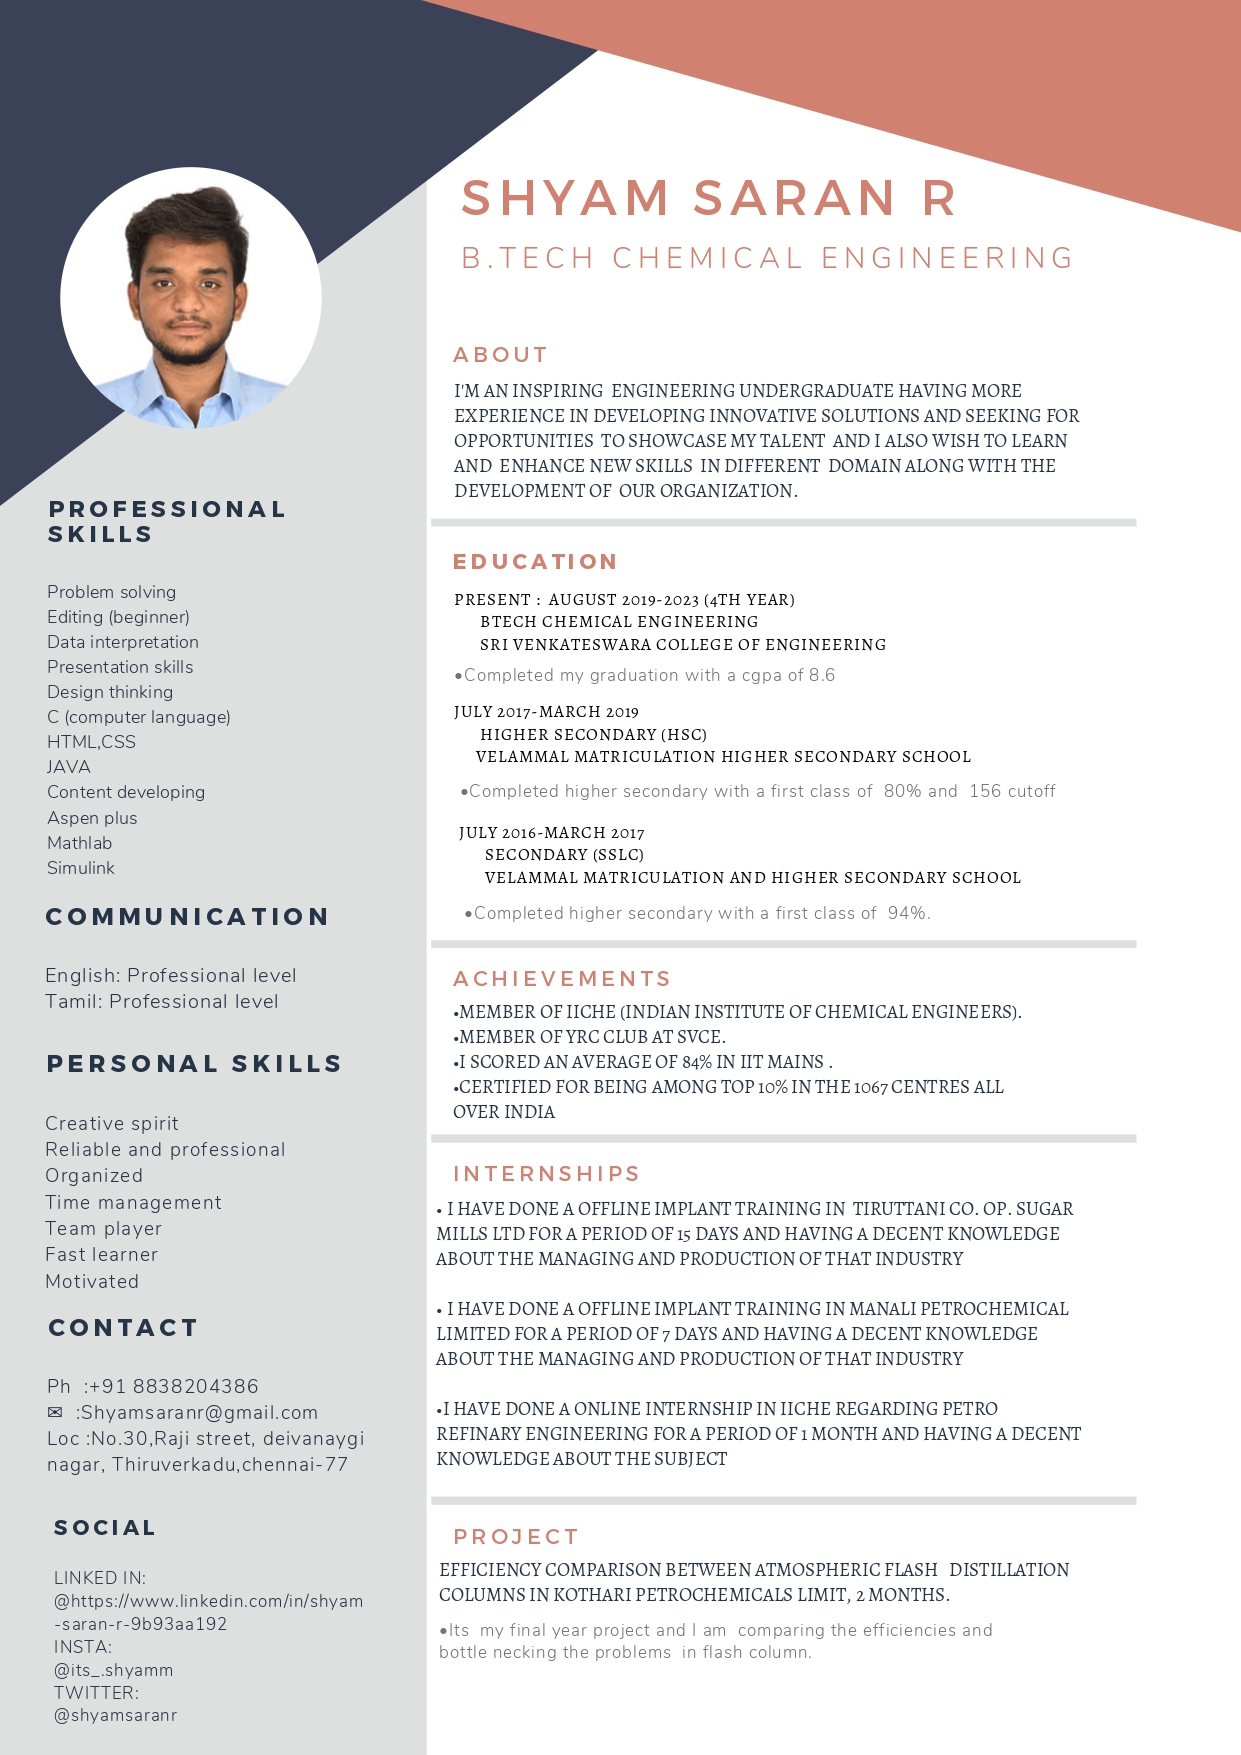 SHYAM SARAN R
B.TECH CHEMICAL ENGINEERING
PROFESSIONAL
SKILLS
Problem solving
Editing (beginner)
Data interpretation
Presentation skills
Design thinking
C (computer language)
HTML,CSS
JAVA
Content developing
Aspen plus
Mathlab
Simulink
COMMUNICATION
English: Professional level
Tamil: Professional level
PERSONAL SKILLS
Creative spirit
Reliable and professional
Organized
Time management
Team player
Fast learner
Motivated
CONTACT
Ph :+91 8838204386
✉ :Shyamsaranr@gmail.com
Loc :No.30,Raji street, deivanaygi
nagar, Thiruverkadu,chennai-77
SOCIAL
LINKED IN:
@https://www.linkedin.com/in/shyam
-saran-r-9b93aa192
INSTA:
@its_.shyamm
TWITTER:
@shyamsaranr
ABOUT
I'M AN INSPIRING ENGINEERING UNDERGRADUATE HAVING MORE
EXPERIENCE IN DEVELOPING INNOVATIVE SOLUTIONS AND SEEKING FOR
OPPORTUNITIES TO SHOWCASE MY TALENT AND I ALSO WISH TO LEARN
AND ENHANCE NEW SKILLS IN DIFFERENT DOMAIN ALONG WITH THE
DEVELOPMENT OF OUR ORGANIZATION.
EDUCATION
PRESENT : AUGUST 2019-2023 (4TH YEAR)
BTECH CHEMICAL ENGINEERING
SRI VENKATESWARA COLLEGE OF ENGINEERING
•Completed my graduation with a cgpa of 8.6
JULY 2017-MARCH 2019
HIGHER SECONDARY (HSC)
VELAMMAL MATRICULATION HIGHER SECONDARY SCHOOL
•Completed higher secondary with a first class of 80% and 156 cutoff
JULY 2016-MARCH 2017
SECONDARY (SSLC)
VELAMMAL MATRICULATION AND HIGHER SECONDARY SCHOOL
•Completed higher secondary with a first class of 94%.
ACHIEVEMENTS
•MEMBER OF IICHE (INDIAN INSTITUTE OF CHEMICAL ENGINEERS).
•MEMBER OF YRC CLUB AT SVCE.
•I SCORED AN AVERAGE OF 84% IN IIT MAINS .
•CERTIFIED FOR BEING AMONG TOP 10% IN THE 1067 CENTRES ALL
OVER INDIA
INTERNSHIPS
• I HAVE DONE A OFFLINE IMPLANT TRAINING IN TIRUTTANI CO. OP. SUGAR
MILLS LTD FOR A PERIOD OF 15 DAYS AND HAVING A DECENT KNOWLEDGE
ABOUT THE MANAGING AND PRODUCTION OF THAT INDUSTRY
• I HAVE DONE A OFFLINE IMPLANT TRAINING IN MANALI PETROCHEMICAL
LIMITED FOR A PERIOD OF 7 DAYS AND HAVING A DECENT KNOWLEDGE
ABOUT THE MANAGING AND PRODUCTION OF THAT INDUSTRY
•I HAVE DONE A ONLINE INTERNSHIP IN IICHE REGARDING PETRO
REFINARY ENGINEERING FOR A PERIOD OF 1 MONTH AND HAVING A DECENT
KNOWLEDGE ABOUT THE SUBJECT
PROJECT
EFFICIENCY COMPARISON BETWEEN ATMOSPHERIC FLASH DISTILLATION
COLUMNS IN KOTHARI PETROCHEMICALS LIMIT, 2 MONTHS.
•Its my final year project and I am comparing the efficiencies and
bottle necking the problems in flash column.